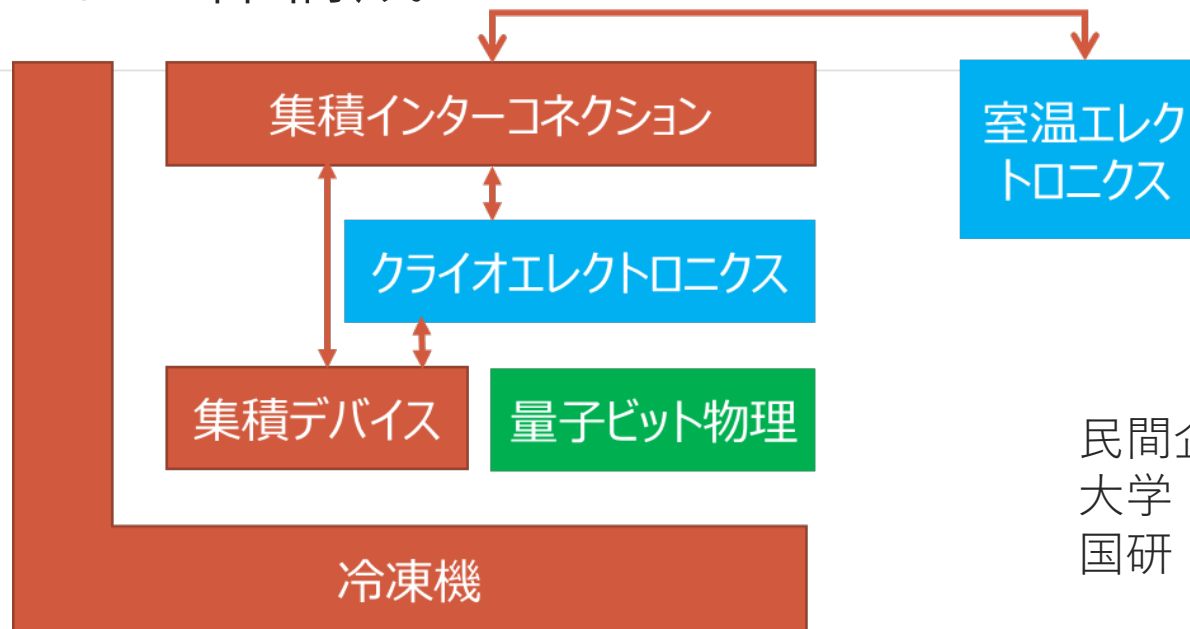 集積インターコネクション
室温エレク
トロニクス
クライオエレクトロニクス
集積デバイス
量子ビット物理
民間
大学
国研
冷凍機